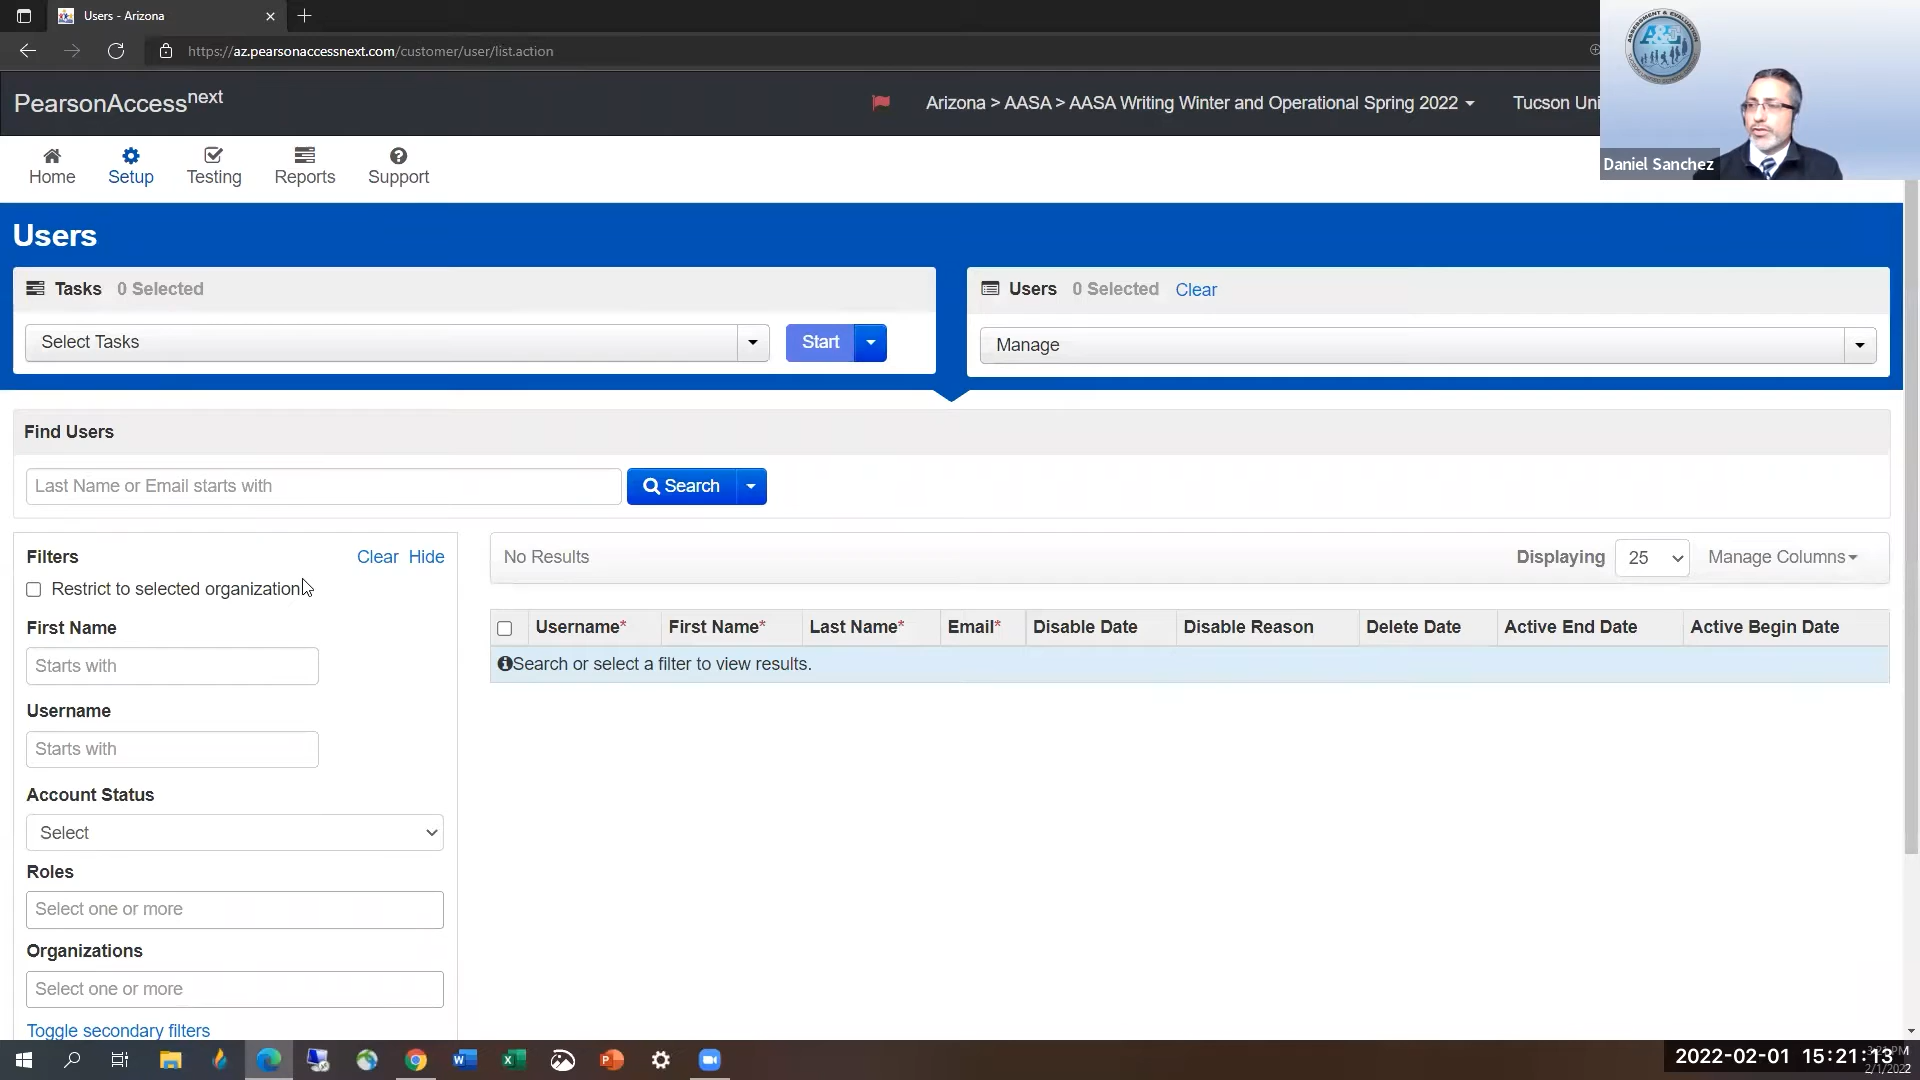 Users - Arizona
https://az.pearsonaccessnext.com/customer/user/list.action
PearsonAccessnext
Arizona > AASA > AASA Writing Winter and Operational Spring 2022
Tucson Uni
Daniel Sanchez
Home
Setup
Testing
Reports
Support
Users
Tasks 0 Selected
Select Tasks
Start
Users 0 Selected Clear
Manage
Find Users
Last Name or Email starts with
Search
Filters
Clear Hide
Restrict to selected organization
First Name
Starts with
Username
Starts with
Account Status
Select
Roles
Select one or more
Organizations
Select one or more
Toggle secondary filters
No Results
Displaying 25 Manage Columns
Username* First Name* Last Name* Email* Disable Date Disable Reason Delete Date Active End Date Active Begin Date
Search or select a filter to view results.
2022-02-01 15:21:13